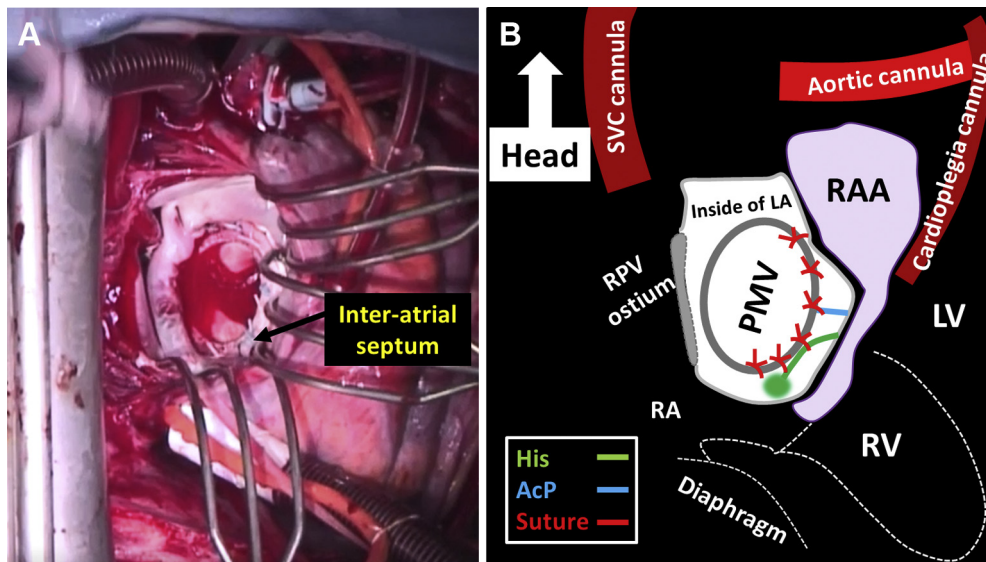 A
Inter-atrial
septum
B
Head
SVC cannula
Aortic cannula
Cardioplegia cannula
RAA
Inside of LA
RPV
ostium
PMV
LV
RA
RV
Diaphragm
His
AcP
Suture